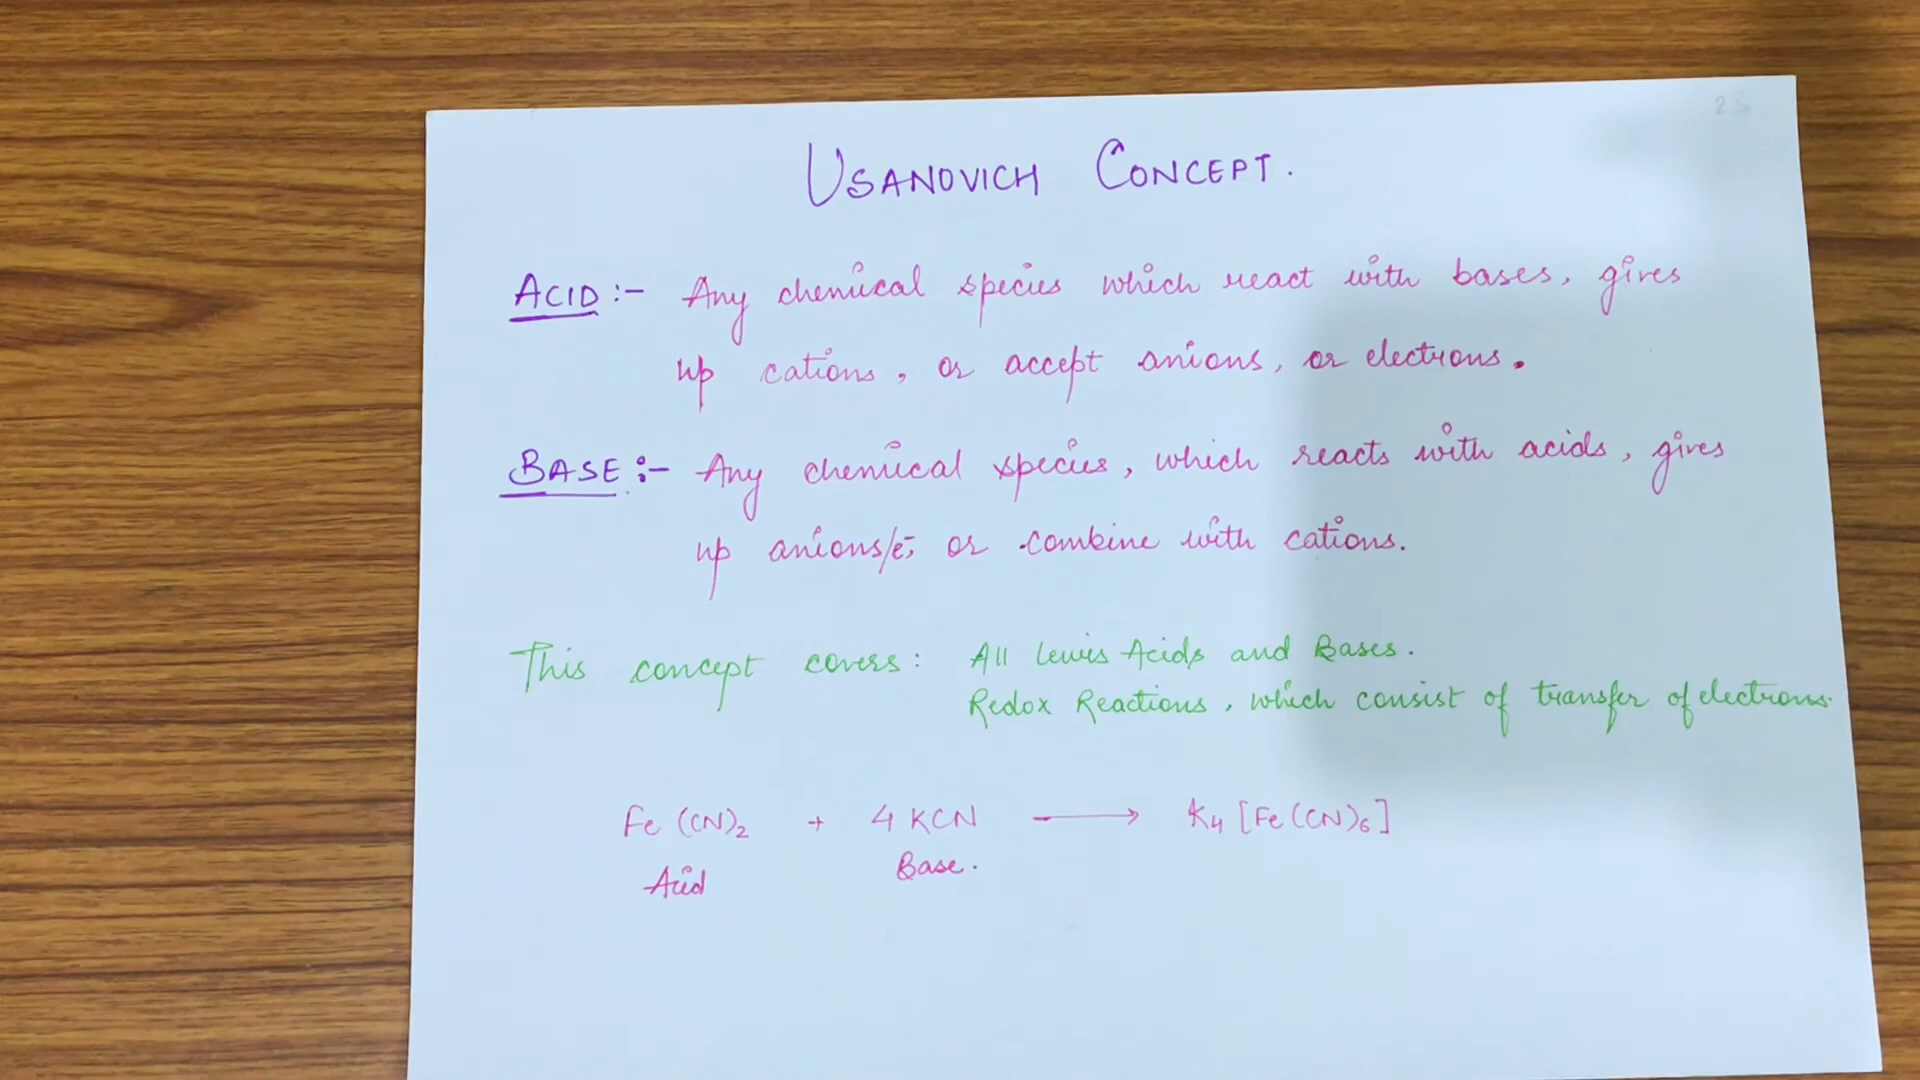 23
USANOVICH CONCEPT.
ACID :- Any chemical species which react with bases, gives
up cations, or accept anions, or electrons.
BASE :- Any chemical species, which reacts with acids, gives
up anions/e⁻, or combine with cations.
This concept covers: All Lewis Acids and Bases.
Redox Reactions, which consist of transfer of electrons.
Fe(CN)₂ + 4 KCN ⟶ K₄[Fe(CN)₆]
Acid Base.